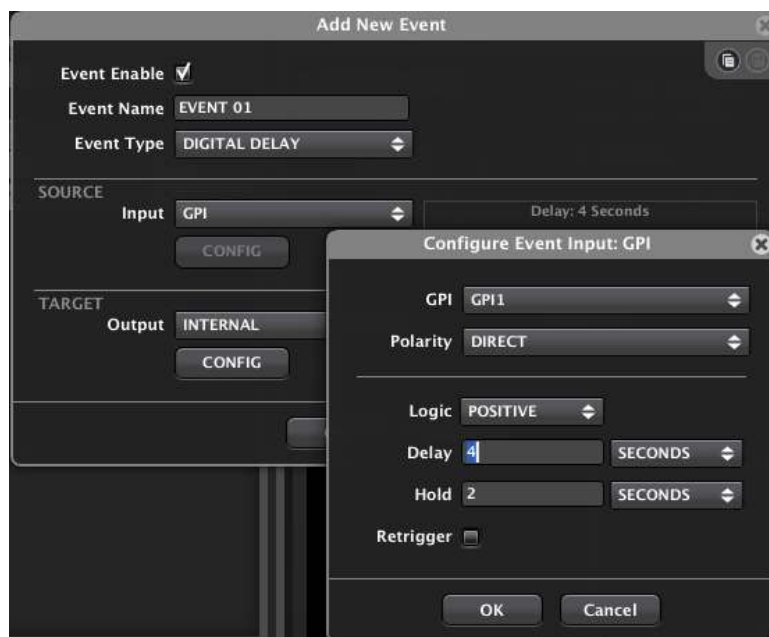 Add New Event
Event Enable
Event Name EVENT 01
Event Type DIGITAL DELAY
SOURCE
Input GPI
Delay: 4 Seconds
CONFIG
TARGET
Output INTERNAL
CONFIG
Configure Event Input: GPI
GPI GPI1
Polarity DIRECT
Logic POSITIVE
Delay 4 SECONDS
Hold 2 SECONDS
Retrigger
OK Cancel